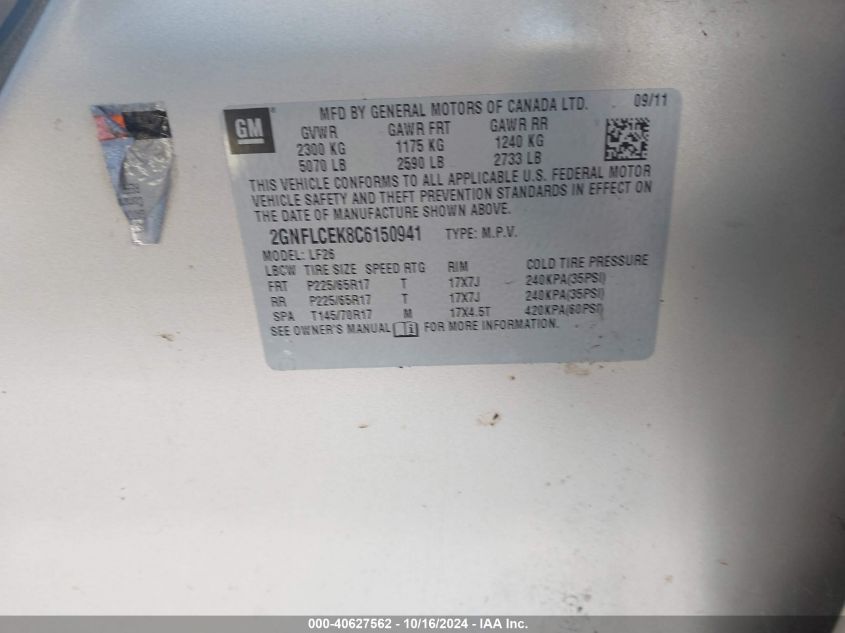 GM
MFD BY GENERAL MOTORS OF CANADA LTD. 09/11
GVWR GAWR FRT GAWR RR
2300 KG 1175 KG 1240 KG
5070 LB 2590 LB 2733 LB
THIS VEHICLE CONFORMS TO ALL APPLICABLE U.S. FEDERAL MOTOR
VEHICLE SAFETY AND THEFT PREVENTION STANDARDS IN EFFECT ON
THE DATE OF MANUFACTURE SHOWN ABOVE.
2GNFLCEK8C6150941 TYPE: M.P.V.
MODEL: LF26
LBCW TIRE SIZE SPEED RTG RIM COLD TIRE PRESSURE
FRT P225/65R17 T 17X7J 240KPA(35PSI)
RR P225/65R17 T 17X7J 240KPA(35PSI)
SPA T145/70R17 M 17X4.5T 420KPA(60PSI)
SEE OWNER'S MANUAL FOR MORE INFORMATION.
000-40627562 - 10/16/2024 - IAA Inc.